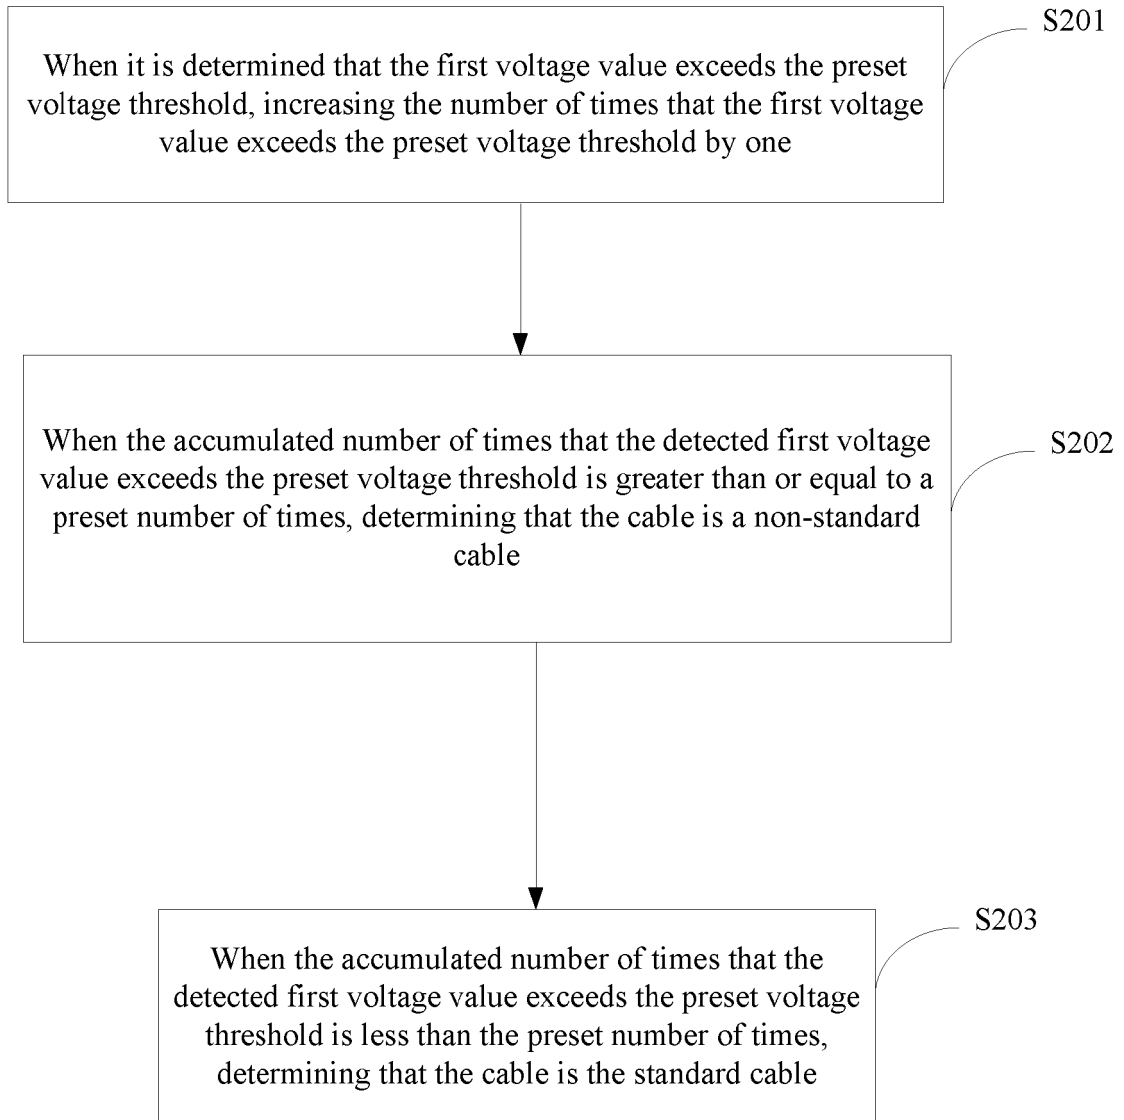 S201
When it is determined that the first voltage value exceeds the preset
voltage threshold, increasing the number of times that the first voltage
value exceeds the preset voltage threshold by one
S202
When the accumulated number of times that the detected first voltage
value exceeds the preset voltage threshold is greater than or equal to a
preset number of times, determining that the cable is a non-standard
cable
S203
When the accumulated number of times that the
detected first voltage value exceeds the preset voltage
threshold is less than the preset number of times,
determining that the cable is the standard cable